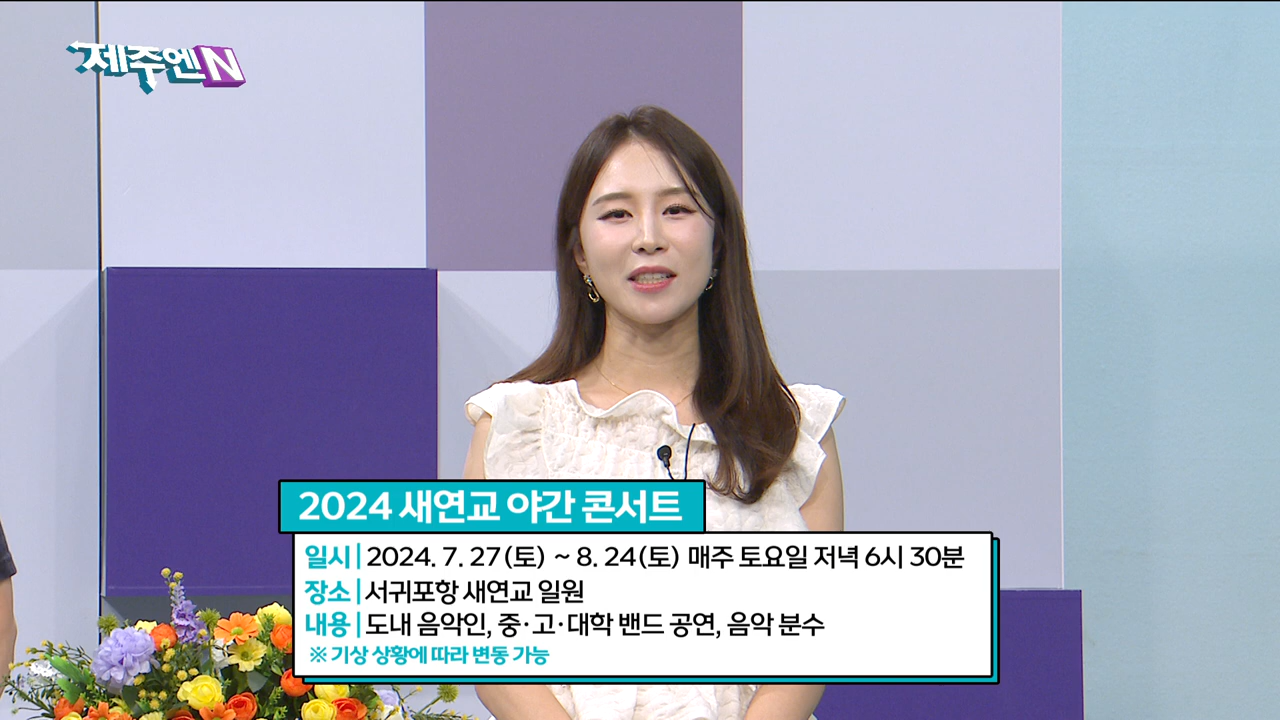 제주엔N
2024 새연교 야간 콘서트
일시 | 2024. 7. 27(토) ~ 8. 24(토) 매주 토요일 저녁 6시 30분
장소 | 서귀포항 새연교 일원
내용 | 도내 음악인, 중·고·대학 밴드 공연, 음악 분수
※ 기상 상황에 따라 변동 가능